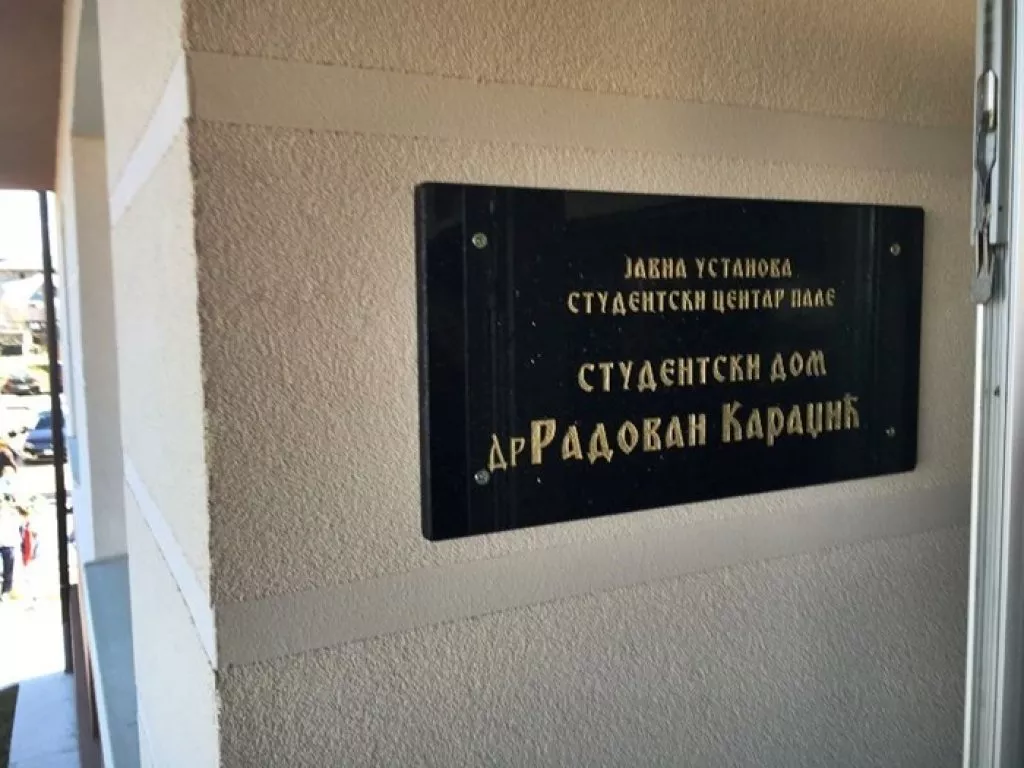 ЈАВНА УСТАНОВА
СТУДЕНТСКИ ЦЕНТАР ПАЛЕ
СТУДЕНТСКИ ДОМ
ДР РАДОВАН КАРАЏИЋ